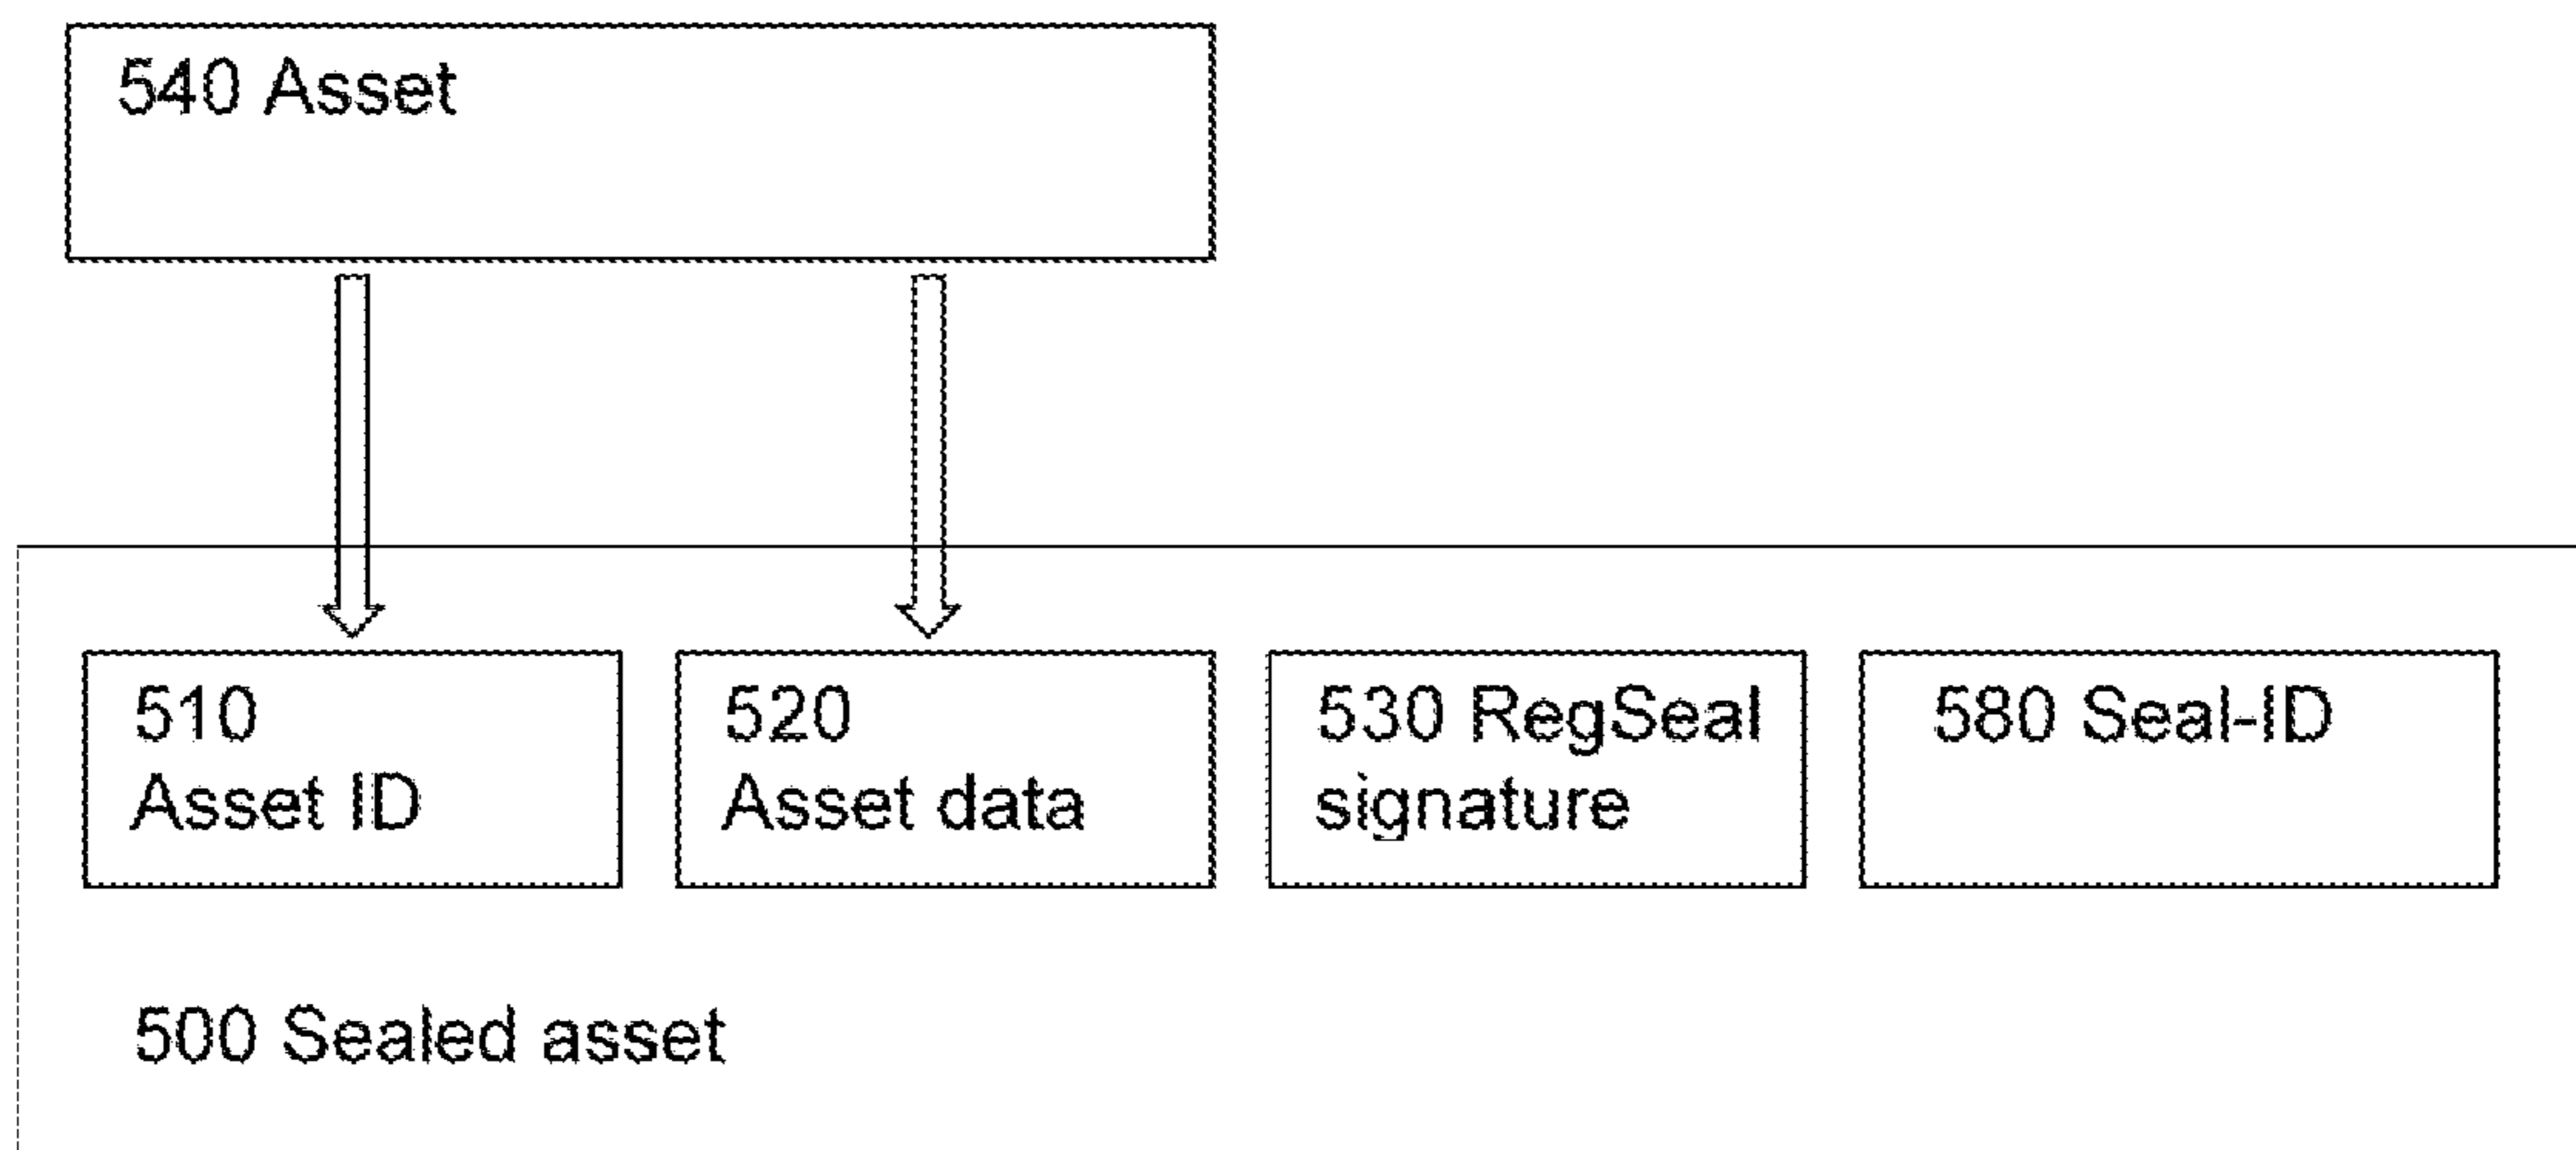 540 Asset
510
Asset ID
520
Asset data
530 RegSeal
signature
580 Seal-ID
500 Sealed asset